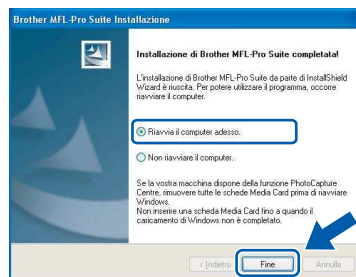 Brother MFL-Pro Suite Installazione
Installazione di Brother MFL-Pro Suite completata!
L'installazione di Brother MFL-Pro Suite da parte di InstallShield
Wizard è riuscita. Per potere utilizzare il programma, occorre
riavviare il computer.
Riavvia il computer adesso.
Non riavviare il computer.
Se la vostra macchina dispone della funzione PhotoCapture
Centre, rimuovere tutte le schede Media Card prima di riavviare
Windows.
Non inserire una scheda Media Card fino a quando il
caricamento di Windows non è completato.
< Indietro Fine Annulla